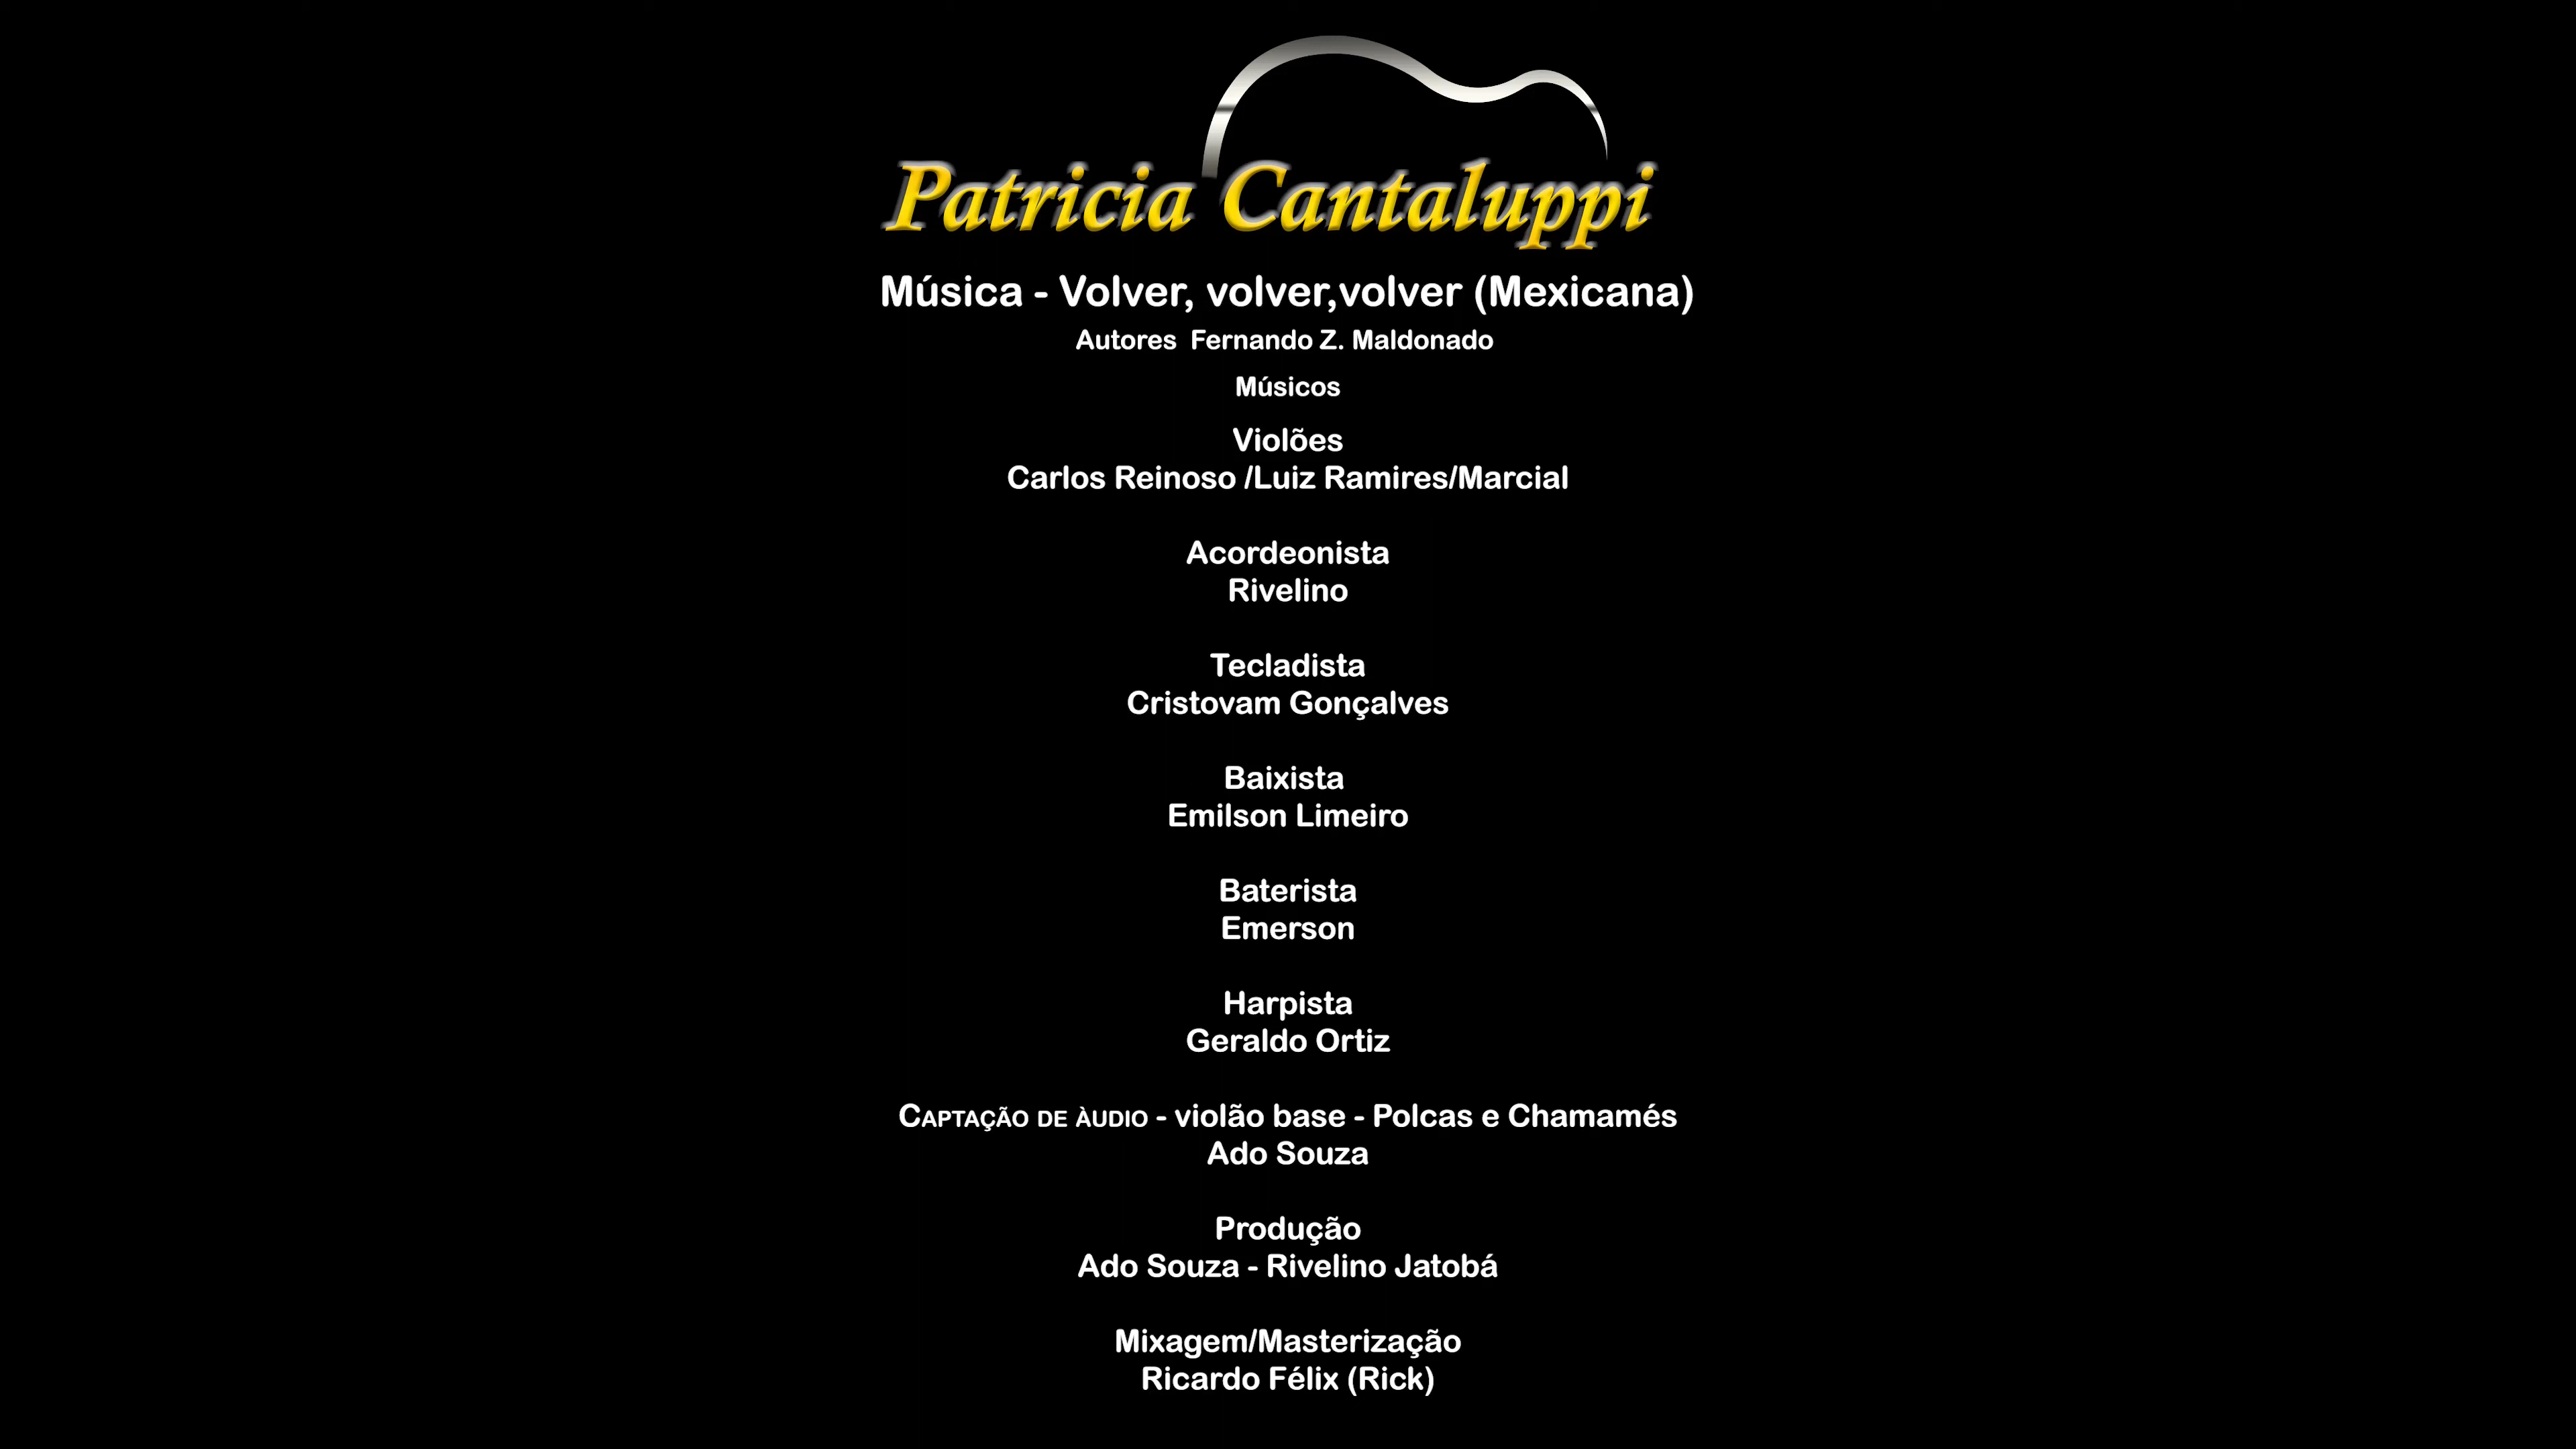 Patricia Cantaluppi
Música - Volver, volver,volver (Mexicana)
Autores Fernando Z. Maldonado
Músicos
Violões
Carlos Reinoso /Luiz Ramires/Marcial
Acordeonista
Rivelino
Tecladista
Cristovam Gonçalves
Baixista
Emilson Limeiro
Baterista
Emerson
Harpista
Geraldo Ortiz
Captação de Àudio - violão base - Polcas e Chamamés
Ado Souza
Produção
Ado Souza - Rivelino Jatobá
Mixagem/Masterização
Ricardo Félix (Rick)